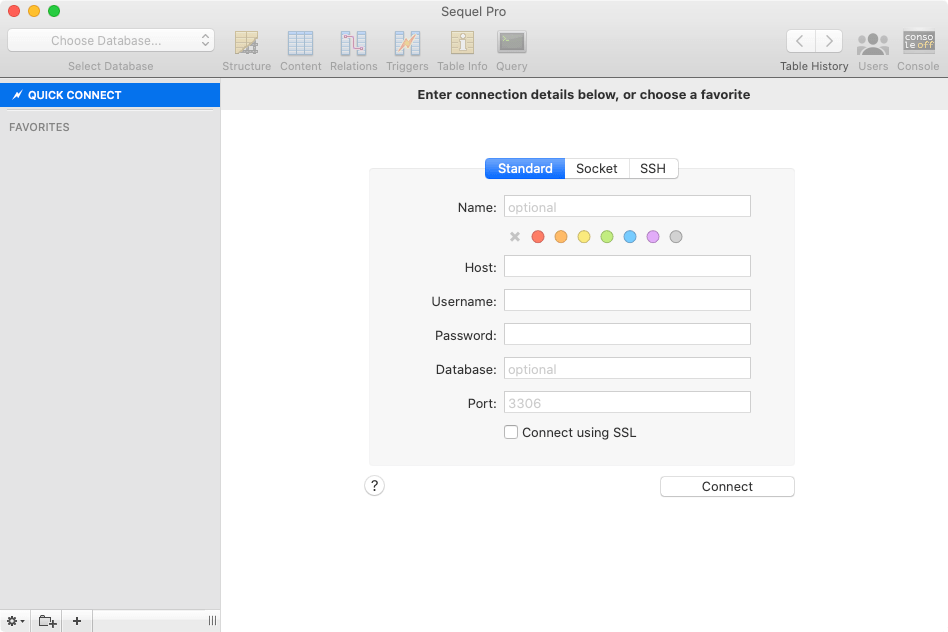 Sequel Pro
Choose Database...
Select Database
Structure
Content
Relations
Triggers
Table Info
Query
Table History
Users
conso
le off
Console
QUICK CONNECT
FAVORITES
Enter connection details below, or choose a favorite
Standard
Socket
SSH
Name: optional
Host:
Username:
Password:
Database: optional
Port: 3306
Connect using SSL
?
Connect